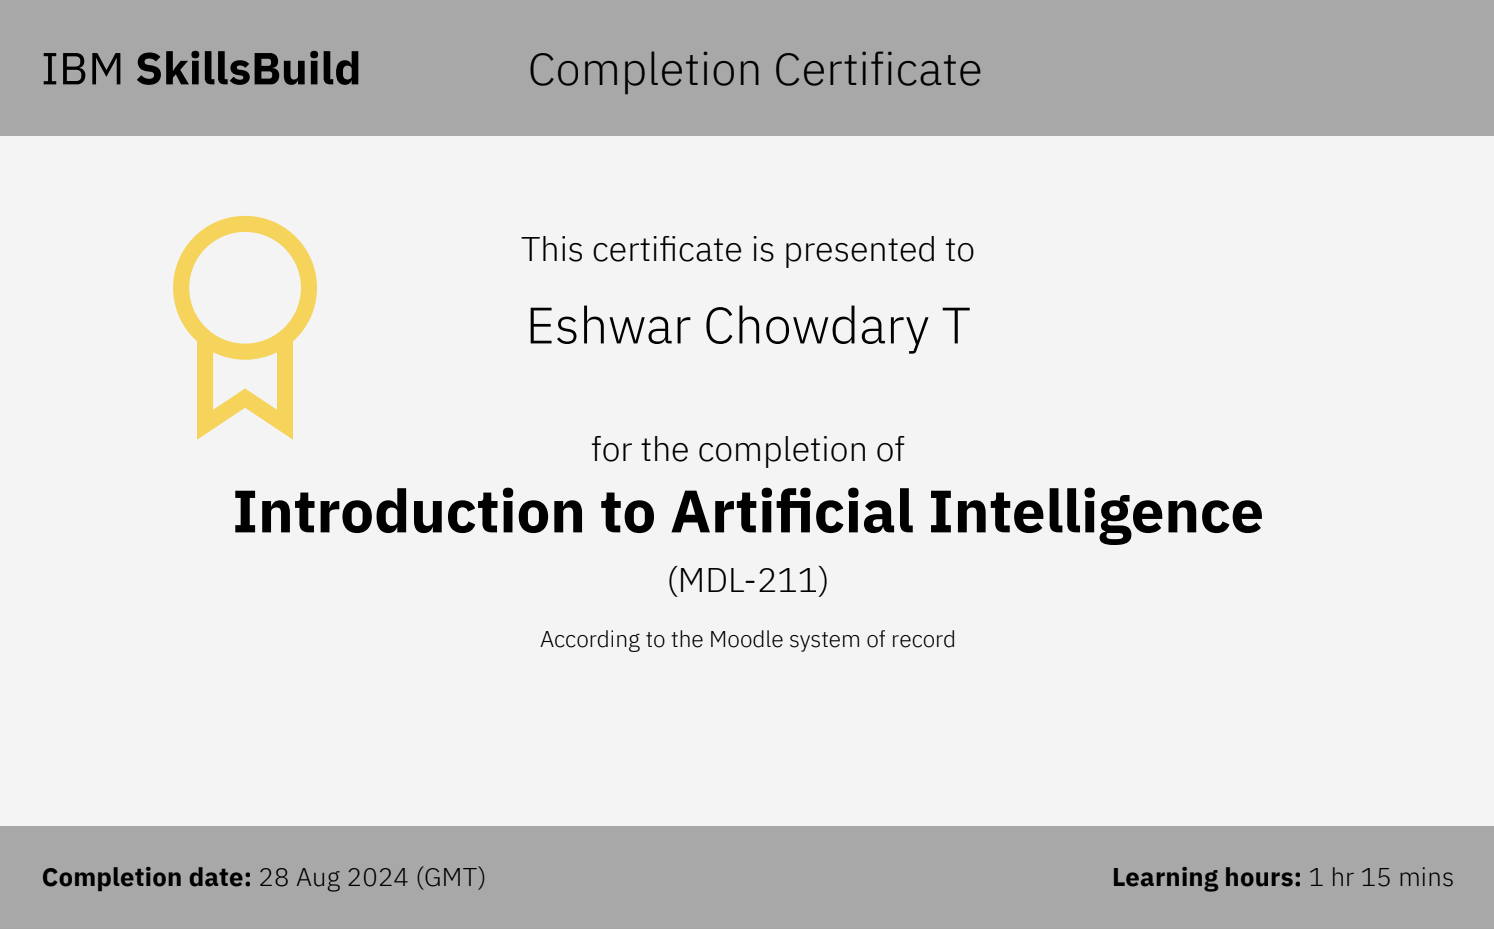 IBM SkillsBuild
Completion Certificate
This certificate is presented to
Eshwar Chowdary T
for the completion of
Introduction to Artificial Intelligence
(MDL-211)
According to the Moodle system of record
Completion date: 28 Aug 2024 (GMT)
Learning hours: 1 hr 15 mins